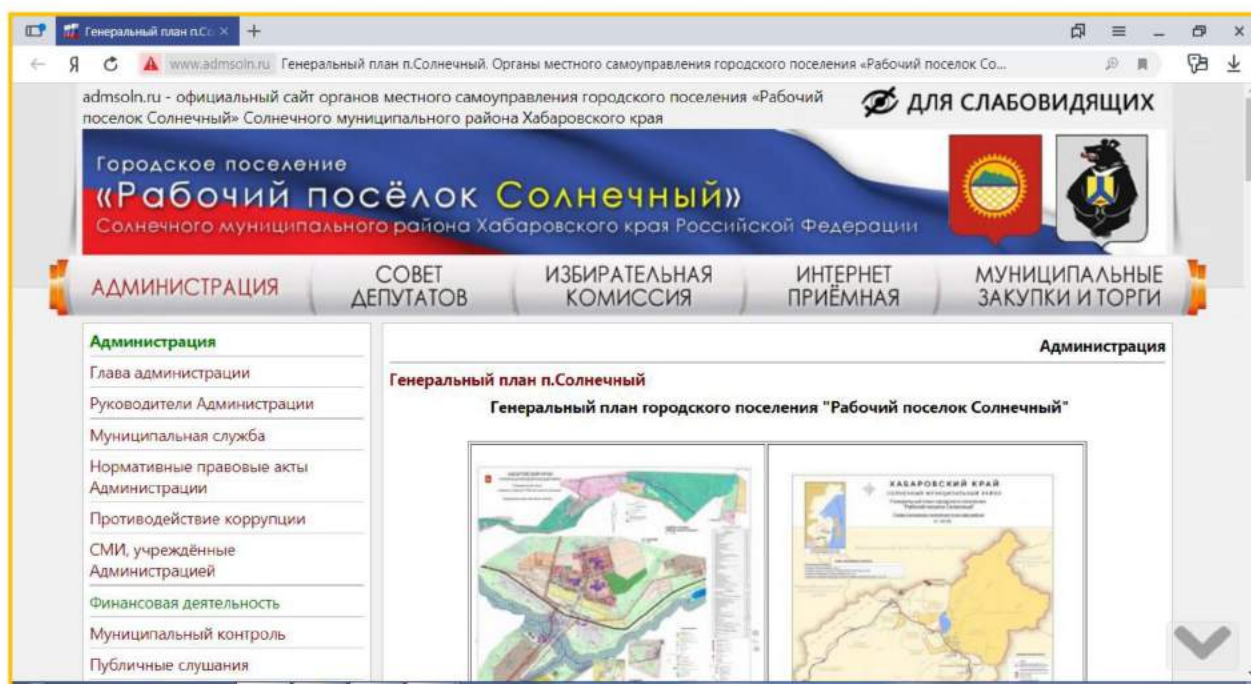 Генеральный план п.Со
Я
www.admsoln.ru Генеральный план п.Солнечный. Органы местного самоуправления городского поселения «Рабочий поселок Со...
admsoln.ru - официальный сайт органов местного самоуправления городского поселения «Рабочий
поселок Солнечный» Солнечного муниципального района Хабаровского края
ДЛЯ СЛАБОВИДЯЩИХ
Городское поселение
«Рабочий посёлок Солнечный»
Солнечного муниципального района Хабаровского края Российской Федерации
АДМИНИСТРАЦИЯ
СОВЕТ
ДЕПУТАТОВ
ИЗБИРАТЕЛЬНАЯ
КОМИССИЯ
ИНТЕРНЕТ
ПРИЁМНАЯ
МУНИЦИПАЛЬНЫЕ
ЗАКУПКИ И ТОРГИ
Администрация
Глава администрации
Руководители Администрации
Муниципальная служба
Нормативные правовые акты
Администрации
Противодействие коррупции
СМИ, учреждённые
Администрацией
Финансовая деятельность
Муниципальный контроль
Публичные слушания
Администрация
Генеральный план п.Солнечный
Генеральный план городского поселения "Рабочий поселок Солнечный"
ХАБАРОВСКИЙ КРАЙ
СОЛНЕЧНЫЙ МУНИЦИПАЛЬНЫЙ РАЙОН